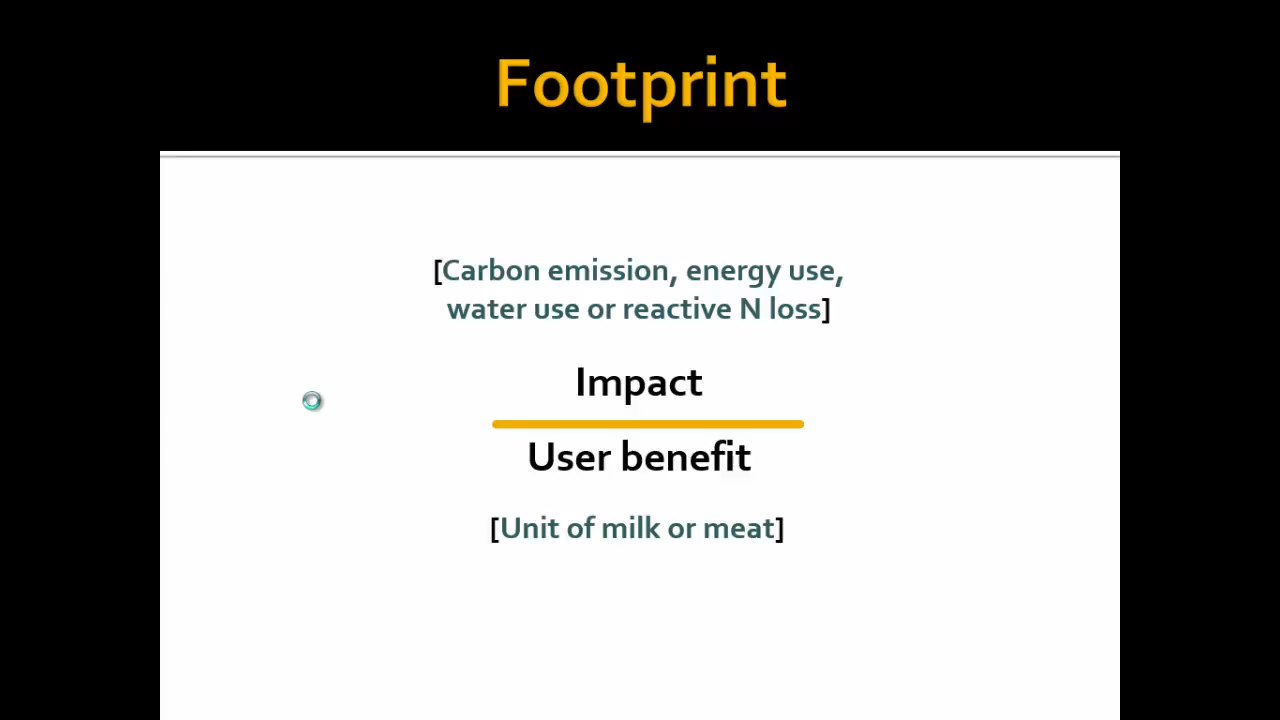 Footprint
[Carbon emission, energy use,
water use or reactive N loss]
Impact
User benefit
[Unit of milk or meat]